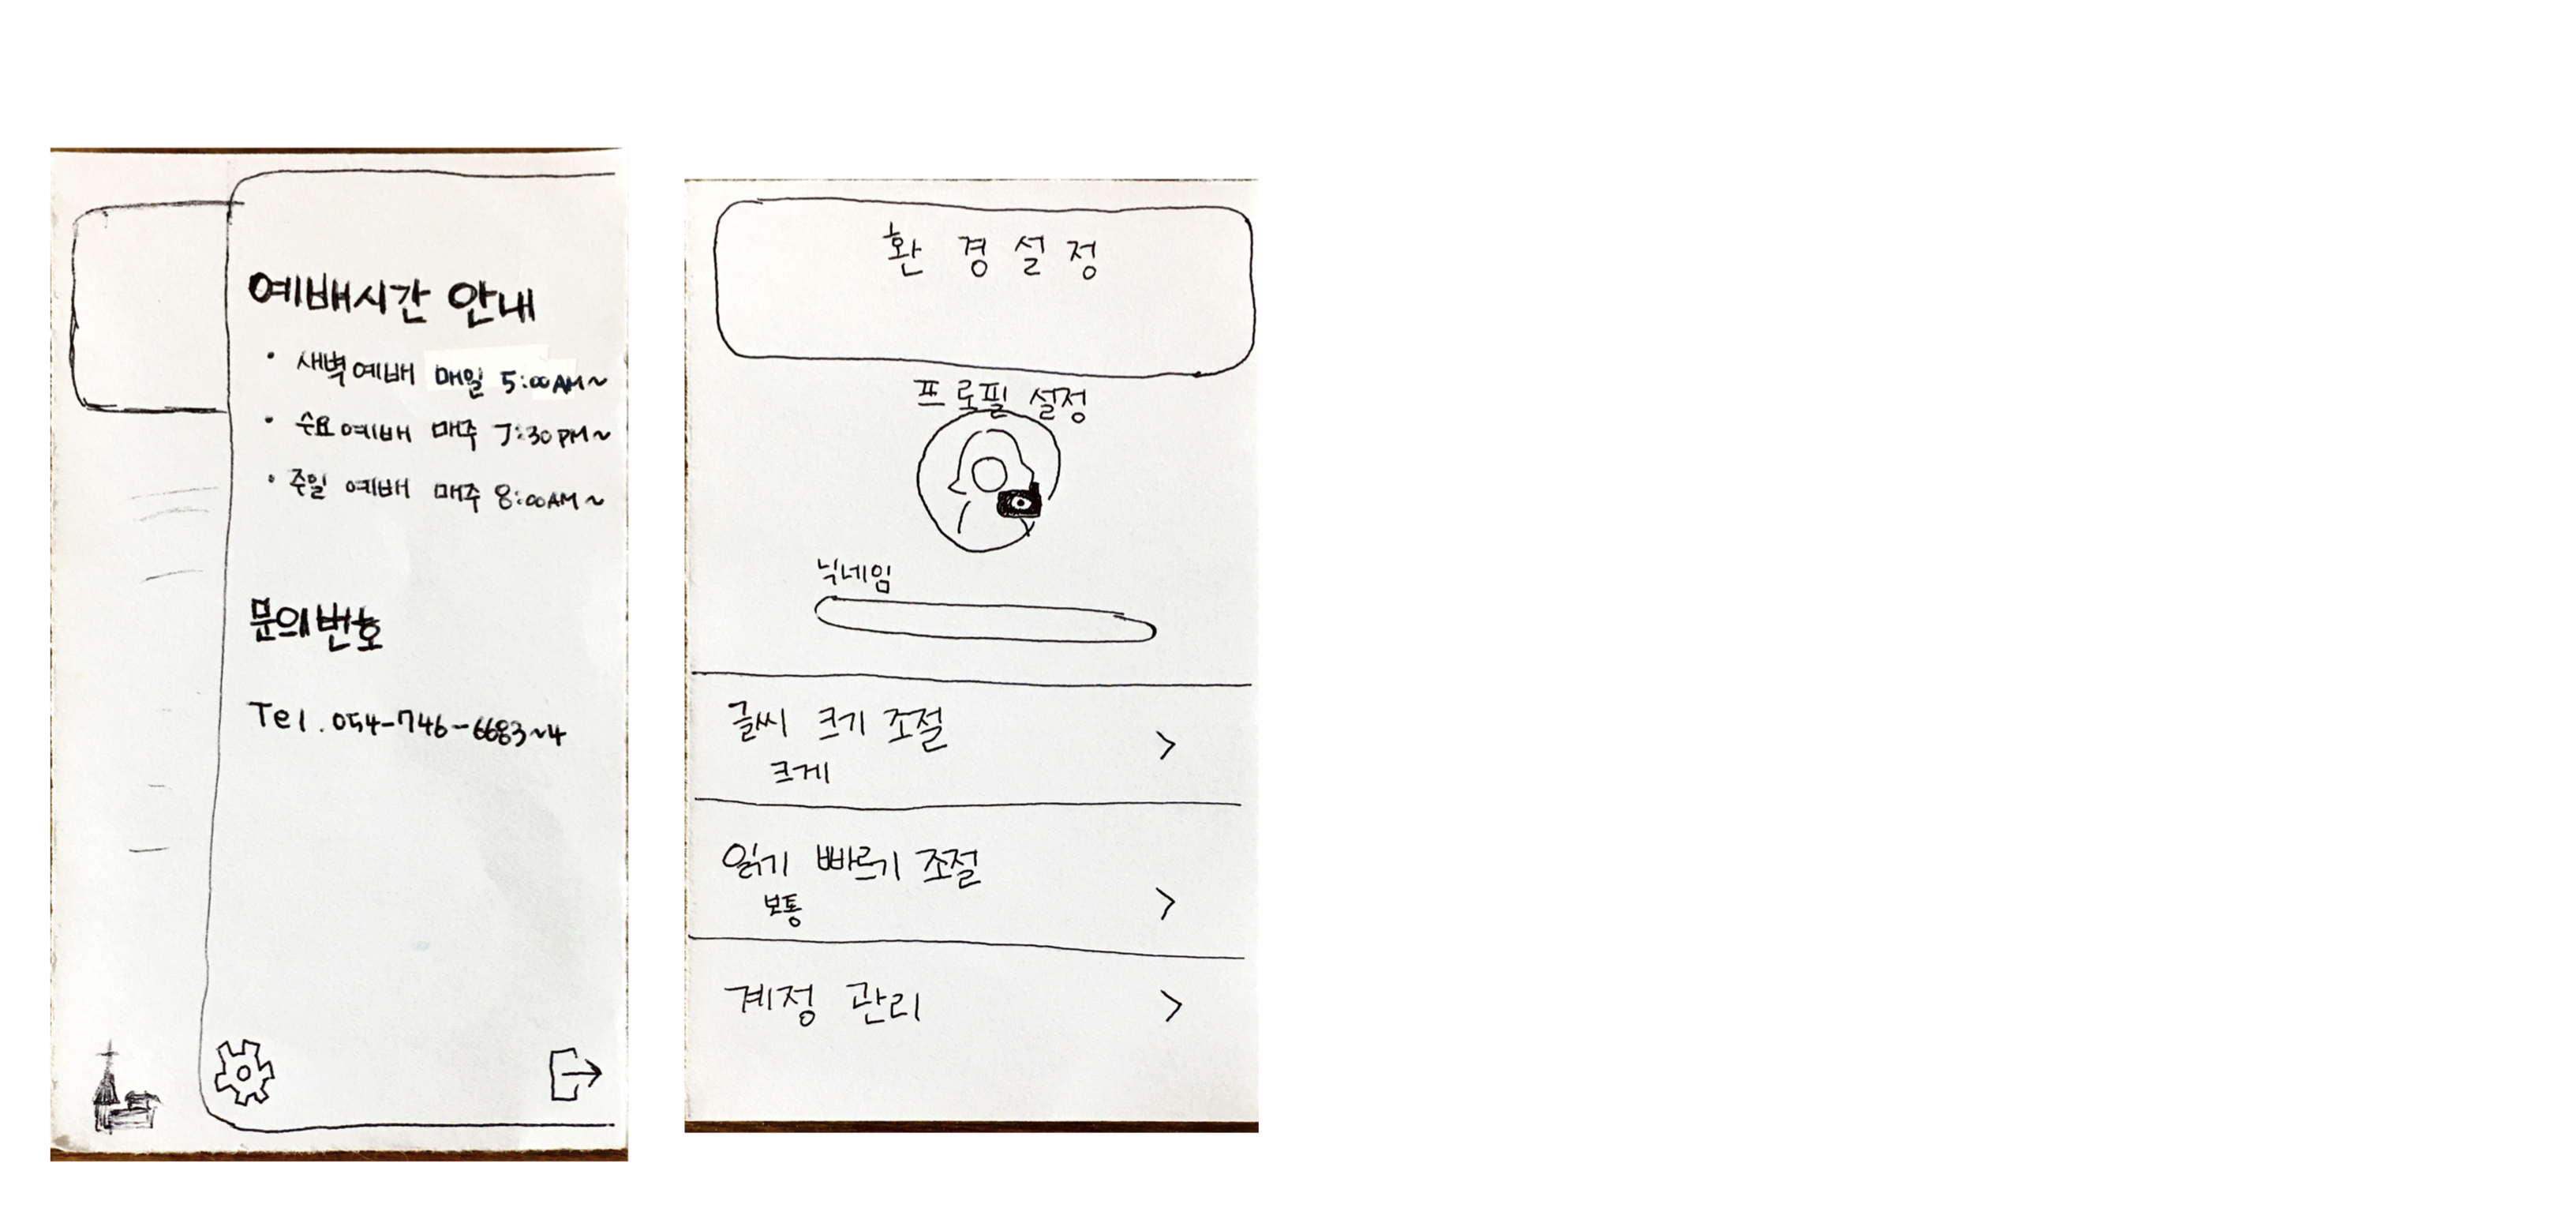 예배시간 안내
• 새벽예배 매일 5:00AM~
• 수요예배 매주 7:30PM~
• 주일 예배 매주 8:00AM~
문의번호
Tel. 054-746-6683~4
환경설정
프로필 설정
닉네임
글씨 크기 조절
크게
읽기 빠르기 조절
보통
계정 관리